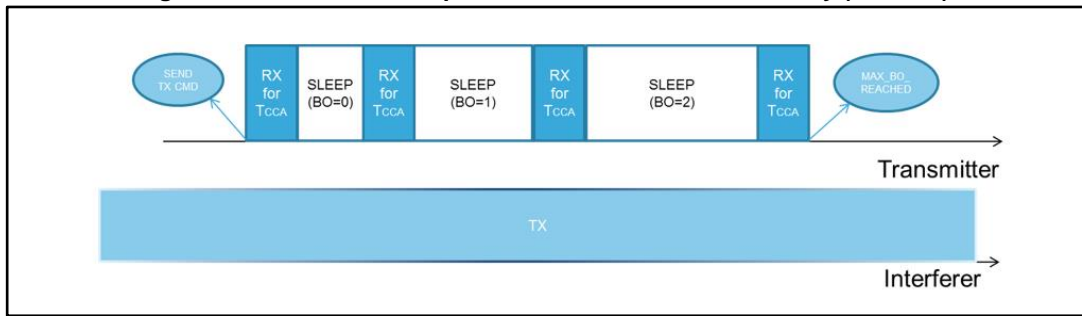 SEND
TX CMD
RX
for
TCCA
SLEEP
(BO=0)
RX
for
TCCA
SLEEP
(BO=1)
RX
for
TCCA
SLEEP
(BO=2)
RX
for
TCCA
MAX_BO_
REACHED
Transmitter
TX
Interferer